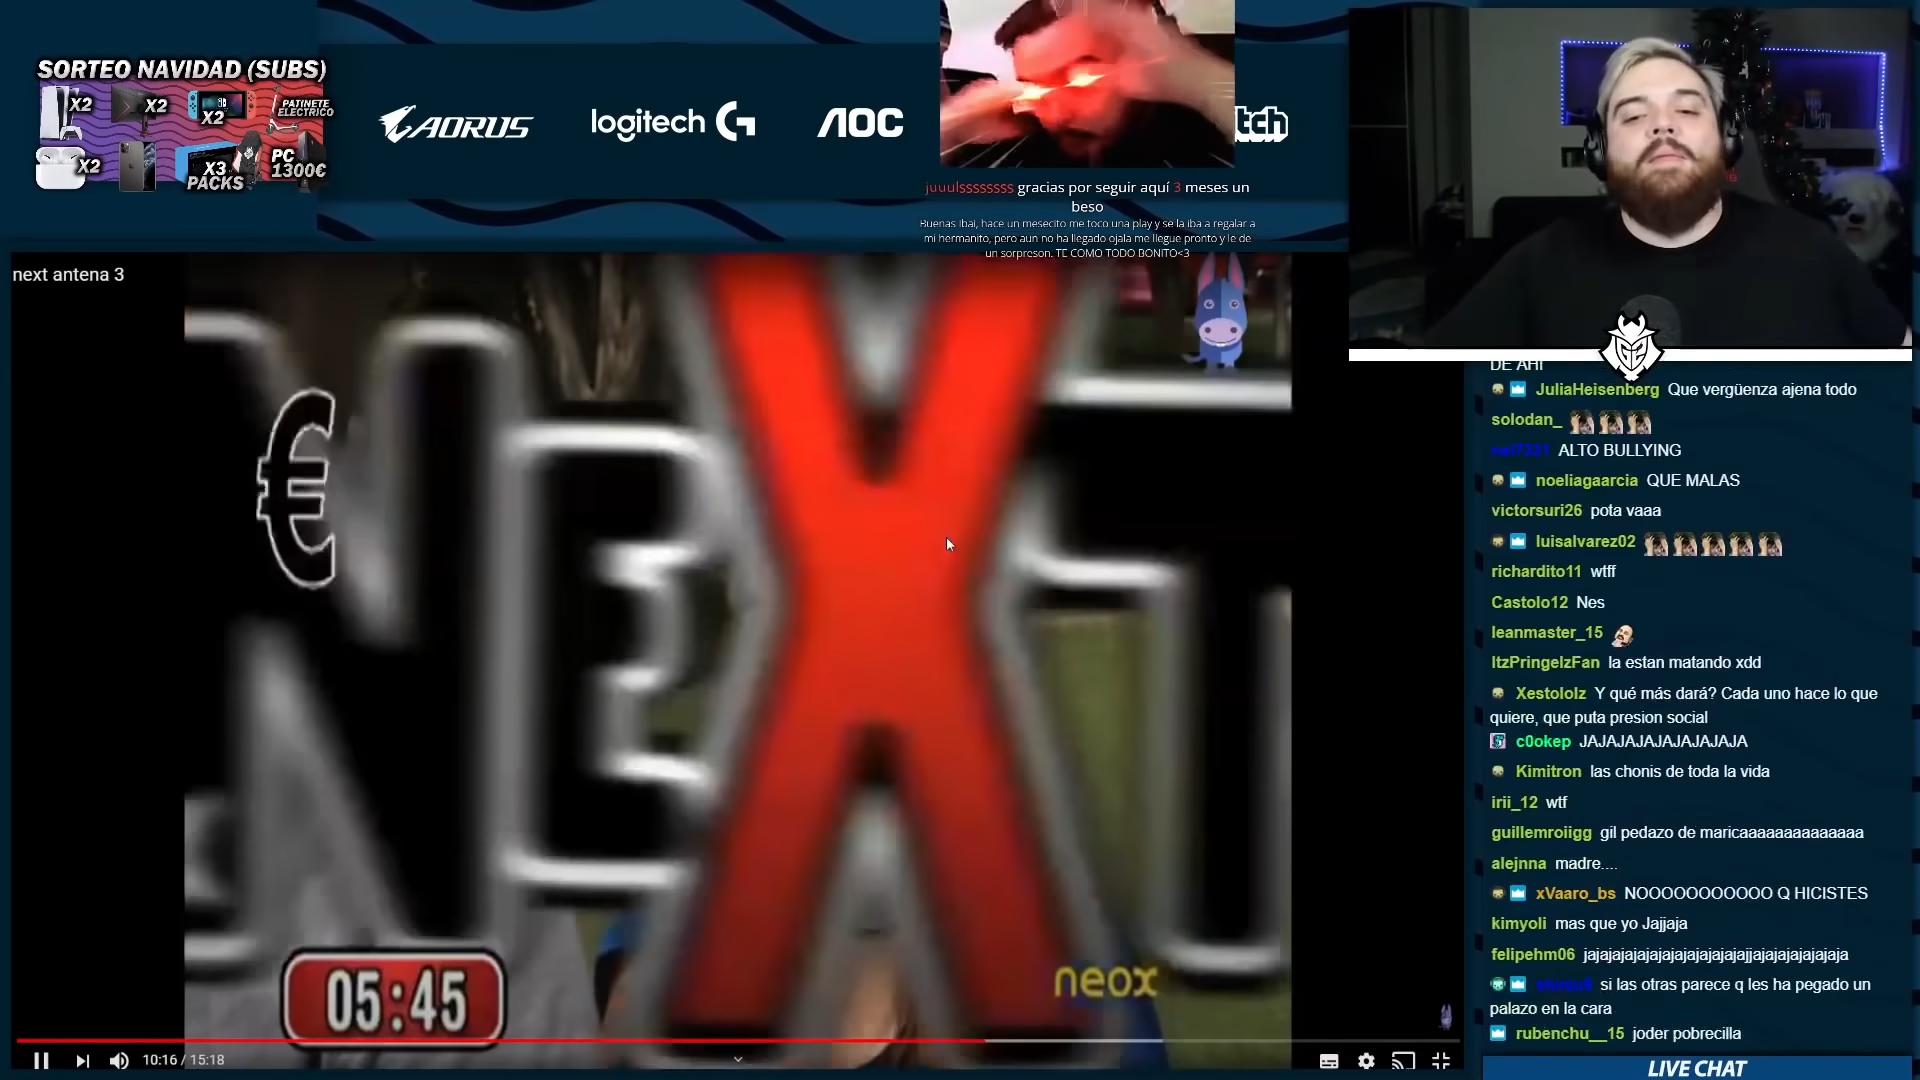 SORTEO NAVIDAD (SUBS)
X2
X2
X2
PATINETE
ELECTRICO
X2
X3
PACKS
PC
1300€
AORUS
logitech G
AOC
tch
juuulssssssss gracias por seguir aquí 3 meses un
beso
Buenas Ibai, hace un mesecito me toco una play y se la iba a regalar a
mi hermanito, pero aun no ha llegado ojala me llegue pronto y le de
un sorpreson. TE COMO TODO BONITO<3
next antena 3
€
NEXT
05:45
neox
10:16 / 15:18
DE AHI
JuliaHeisenberg Que vergüenza ajena todo
solodan_
ALTO BULLYING
noeliagaarcia QUE MALAS
victorsuri26 pota vaaa
luisalvarez02
richardito11 wtff
Castolo12 Nes
leanmaster_15
ItzPringelzFan la estan matando xdd
Xestololz Y qué más dará? Cada uno hace lo que
quiere, que puta presion social
c0okep JAJAJAJAJAJAJAJAJA
Kimitron las chonis de toda la vida
irii_12 wtf
guillemroiigg gil pedazo de maricaaaaaaaaaaaaaa
alejnna madre....
xVaaro_bs NOOOOOOOOOOO Q HICISTES
kimyoli mas que yo Jajjaja
felipehm06 jajajajajajajajajajajajajajjajajajajajajaja
si las otras parece q les ha pegado un
palazo en la cara
rubenchu__15 joder pobrecilla
LIVE CHAT